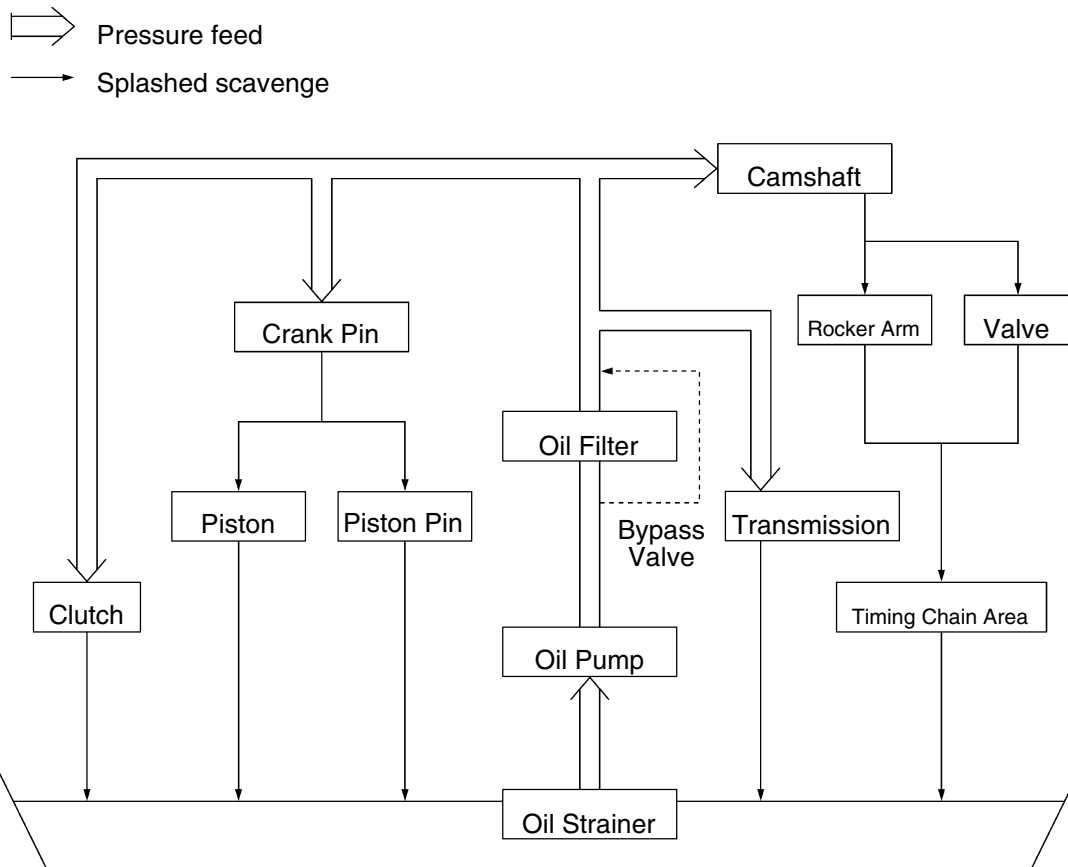 Pressure feed
Splashed scavenge
Camshaft
Crank Pin
Rocker Arm
Valve
Oil Filter
Piston
Piston Pin
Bypass
Valve
Transmission
Clutch
Timing Chain Area
Oil Pump
Oil Strainer